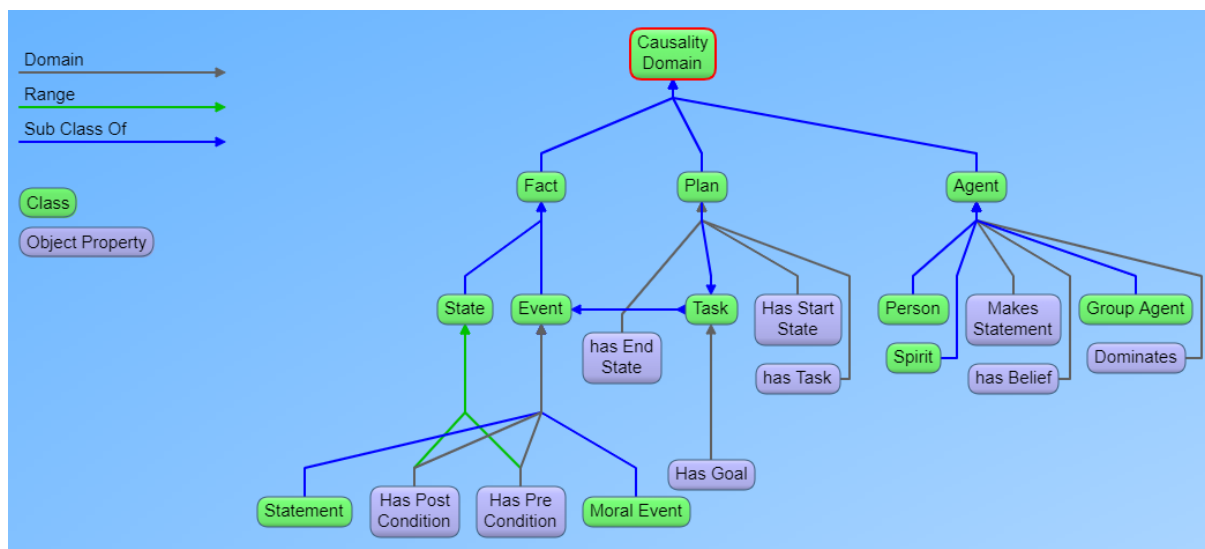 Domain
Range
Sub Class Of
Class
Object Property
Causality
Domain
Fact
Plan
Agent
State
Event
Task
has End
State
Has Start
State
has Task
Person
Spirit
Makes
Statement
has Belief
Group Agent
Dominates
Has Goal
Statement
Has Post
Condition
Has Pre
Condition
Moral Event